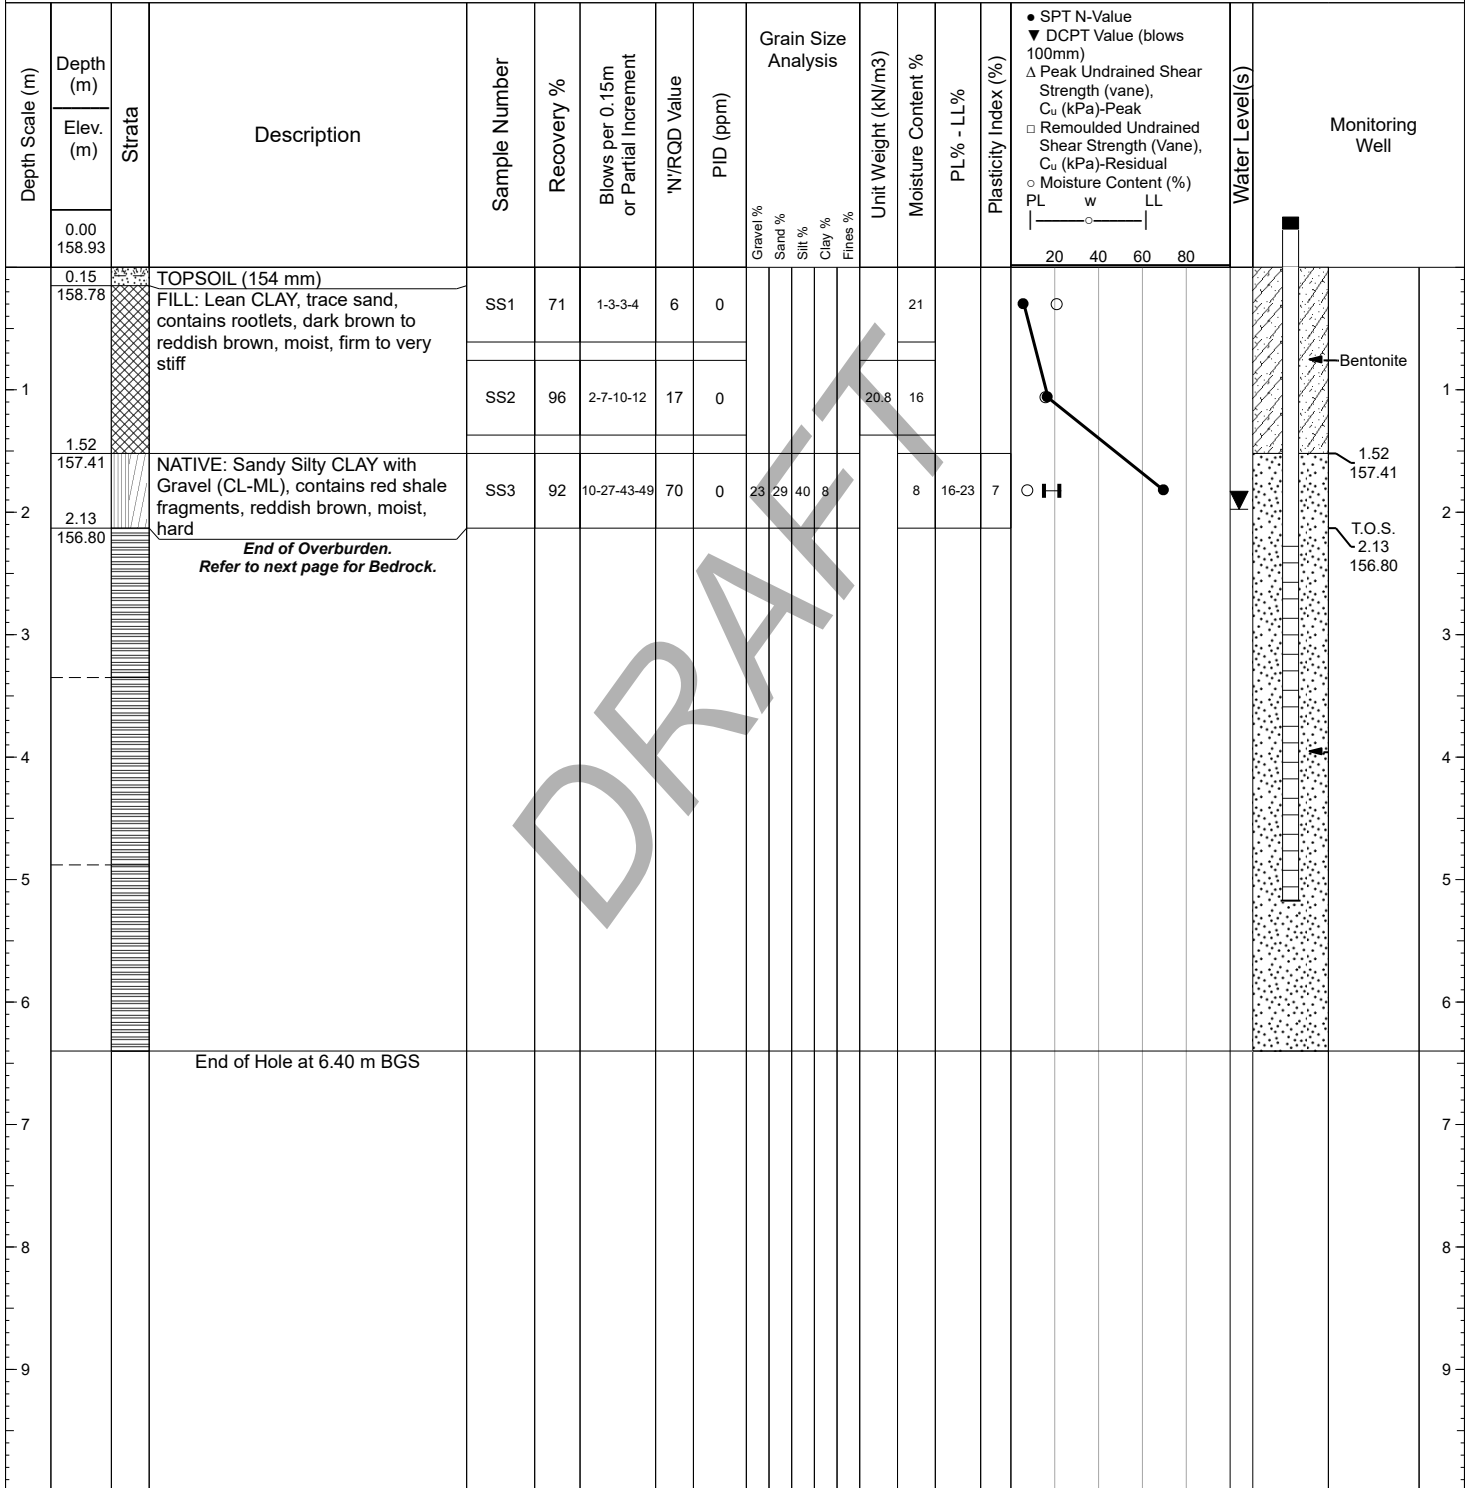 Depth Scale (m)
Depth
(m)
Elev.
(m)
0.00
158.93
Strata
Description
Sample Number
Recovery %
Blows per 0.15m
or Partial Increment
'N'/RQD Value
PID (ppm)
Grain Size
Analysis
Gravel %
Sand %
Silt %
Clay %
Fines %
Unit Weight (kN/m3)
Moisture Content %
PL% - LL%
Plasticity Index (%)
● SPT N-Value
▼ DCPT Value (blows
100mm)
Δ Peak Undrained Shear
Strength (vane),
Cᵤ (kPa)-Peak
□ Remoulded Undrained
Shear Strength (Vane),
Cᵤ (kPa)-Residual
○ Moisture Content (%)
PL w LL
20 40 60 80
Water Level(s)
Monitoring
Well
0.15
158.78
TOPSOIL (154 mm)
FILL: Lean CLAY, trace sand,
contains rootlets, dark brown to
reddish brown, moist, firm to very
stiff
SS1 71 1-3-3-4 6 0 21
Bentonite
1 1
SS2 96 2-7-10-12 17 0 20.8 16
1.52
157.41
NATIVE: Sandy Silty CLAY with
Gravel (CL-ML), contains red shale
fragments, reddish brown, moist,
hard
SS3 92 10-27-43-49 70 0 23 29 40 8 8 16-23 7
1.52
157.41
2 2
2.13
156.80
T.O.S.
2.13
156.80
End of Overburden.
Refer to next page for Bedrock.
3 3
4 4
5 5
6 6
End of Hole at 6.40 m BGS
7 7
8 8
9 9
DRAFT